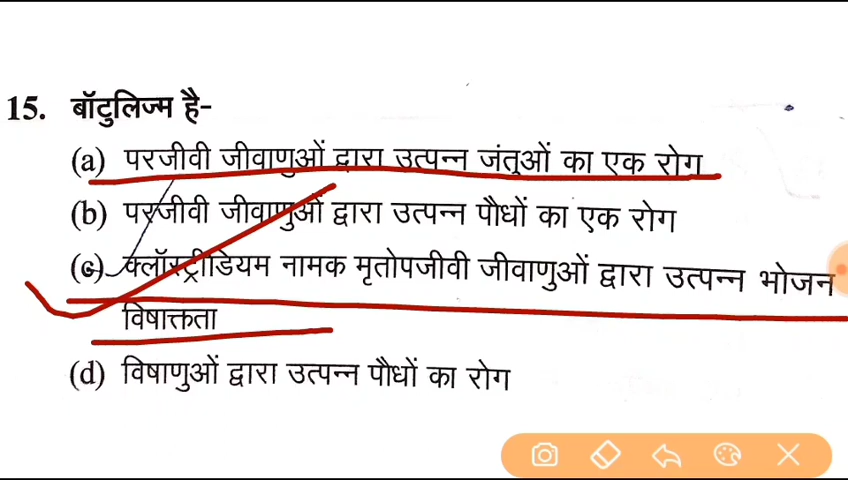 15. बॉटुलिज्म है-
(a) परजीवी जीवाणुओं द्वारा उत्पन्न जंतुओं का एक रोग
(b) परजीवी जीवाणुओं द्वारा उत्पन्न पौधों का एक रोग
(c) क्लॉस्ट्रीडियम नामक मृतोपजीवी जीवाणुओं द्वारा उत्पन्न भोजन
विषाक्तता
(d) विषाणुओं द्वारा उत्पन्न पौधों का रोग